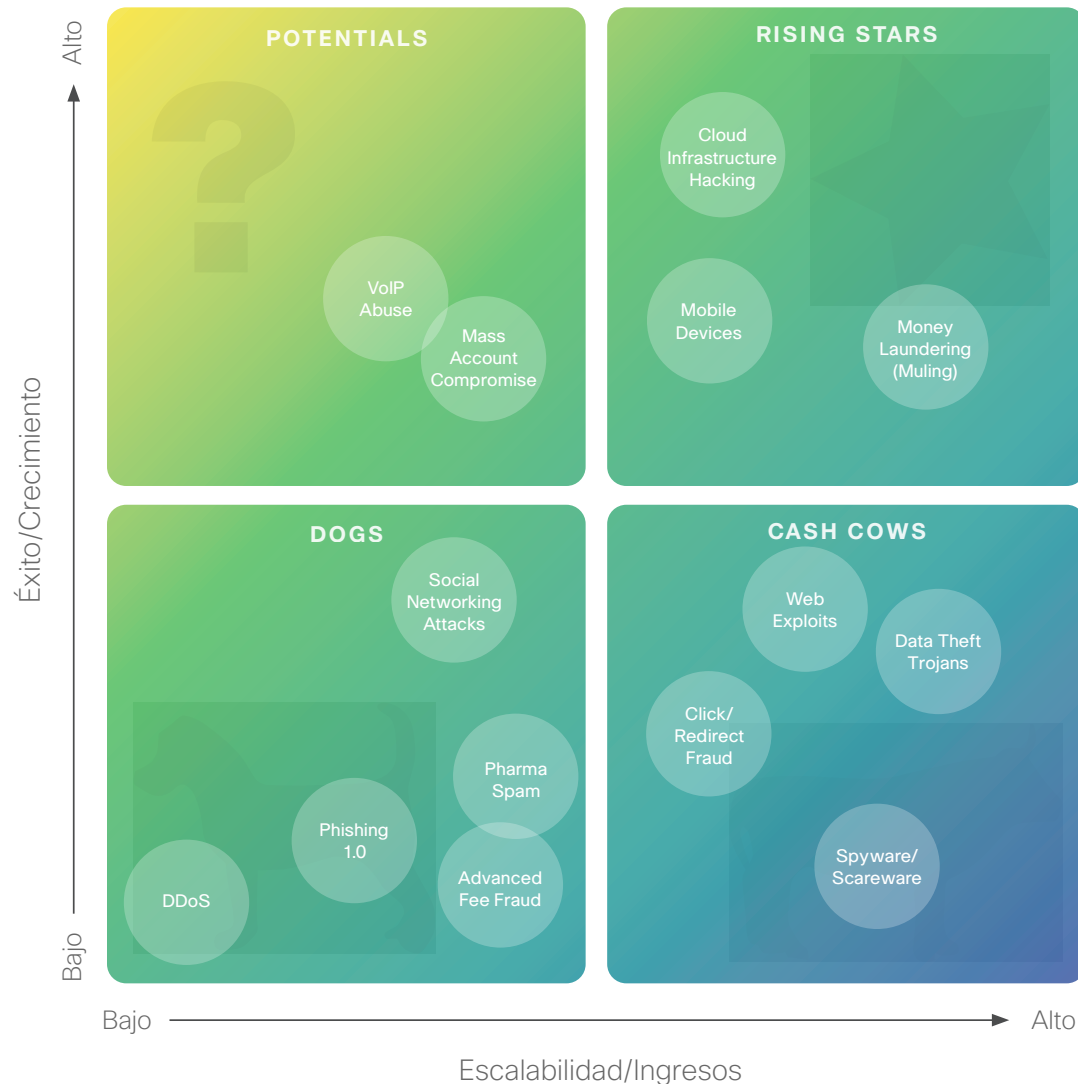 Alto
Éxito/Crecimiento
Bajo
POTENTIALS
?
VoIP
Abuse
Mass
Account
Compromise
RISING STARS
Cloud
Infrastructure
Hacking
Mobile
Devices
Money
Laundering
(Muling)
DOGS
Social
Networking
Attacks
Pharma
Spam
Phishing
1.0
Advanced
Fee Fraud
DDoS
CASH COWS
Web
Exploits
Data Theft
Trojans
Click/
Redirect
Fraud
Spyware/
Scareware
Bajo
Alto
Escalabilidad/Ingresos